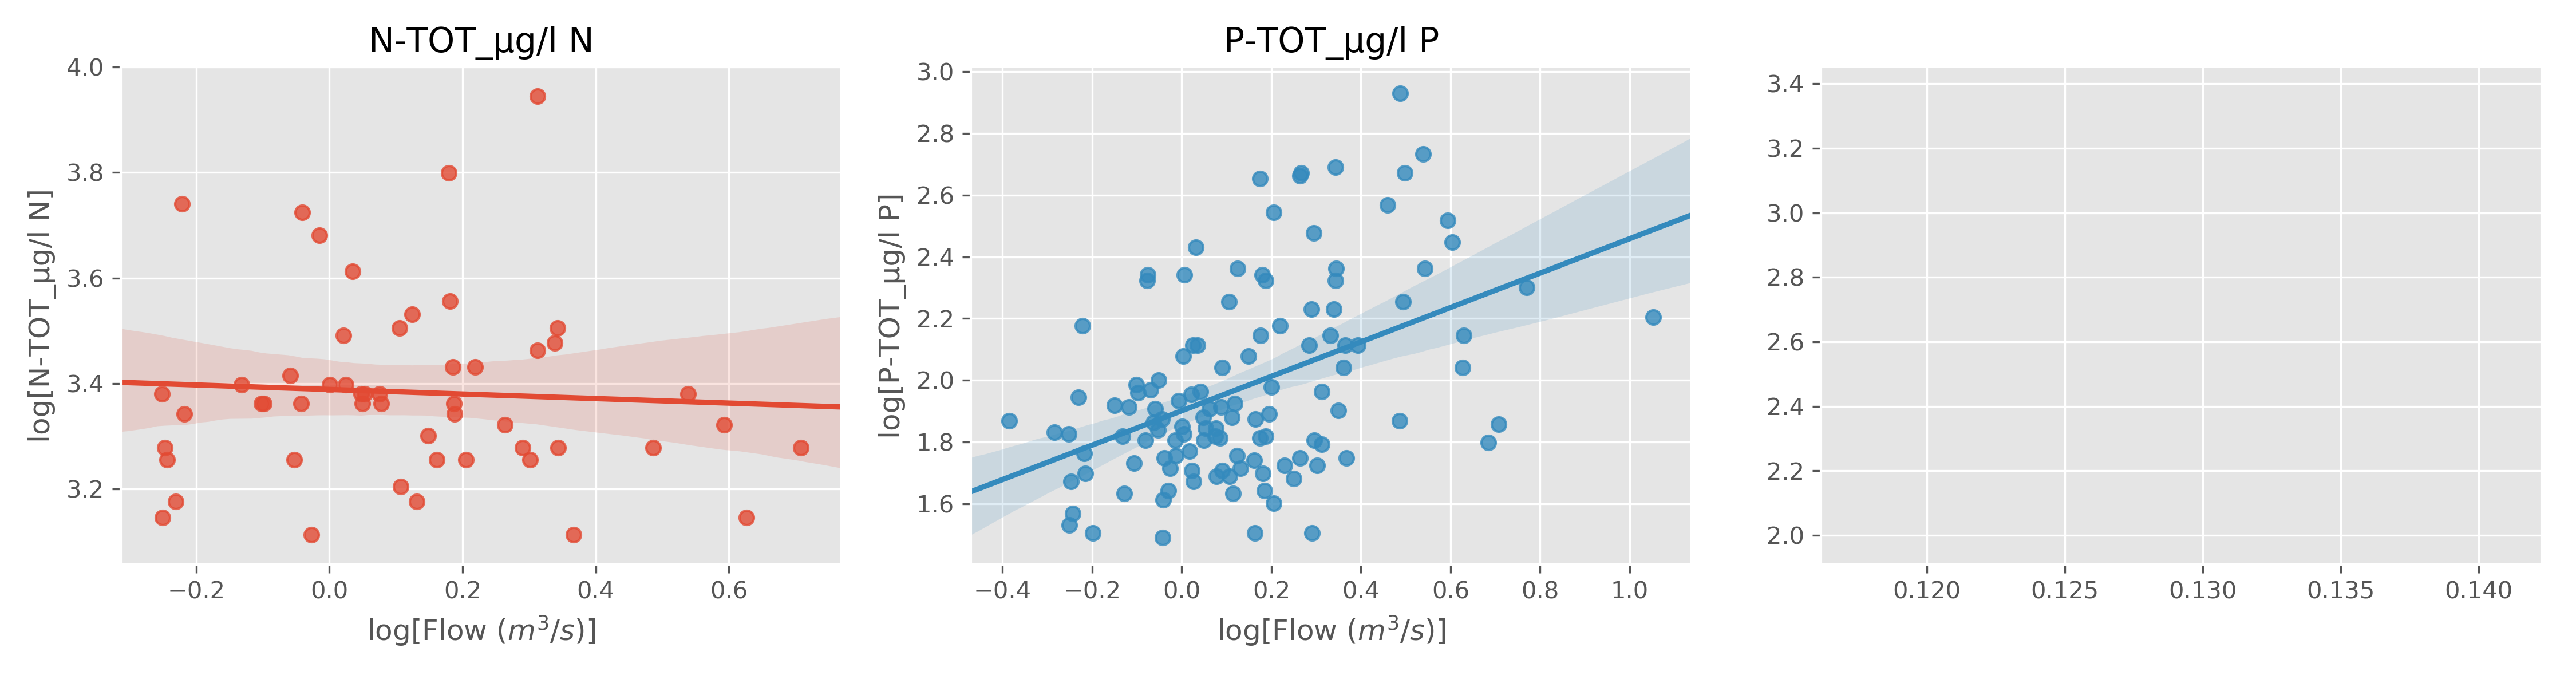 N-TOT_µg/l N
4.0
3.8
3.6
3.4
3.2
log[N-TOT_µg/l N]
−0.2 0.0 0.2 0.4 0.6
log[Flow (m³/s)]
P-TOT_µg/l P
3.0
2.8
2.6
2.4
2.2
2.0
1.8
1.6
log[P-TOT_µg/l P]
−0.4 −0.2 0.0 0.2 0.4 0.6 0.8 1.0
log[Flow (m³/s)]
3.4
3.2
3.0
2.8
2.6
2.4
2.2
2.0
0.120 0.125 0.130 0.135 0.140